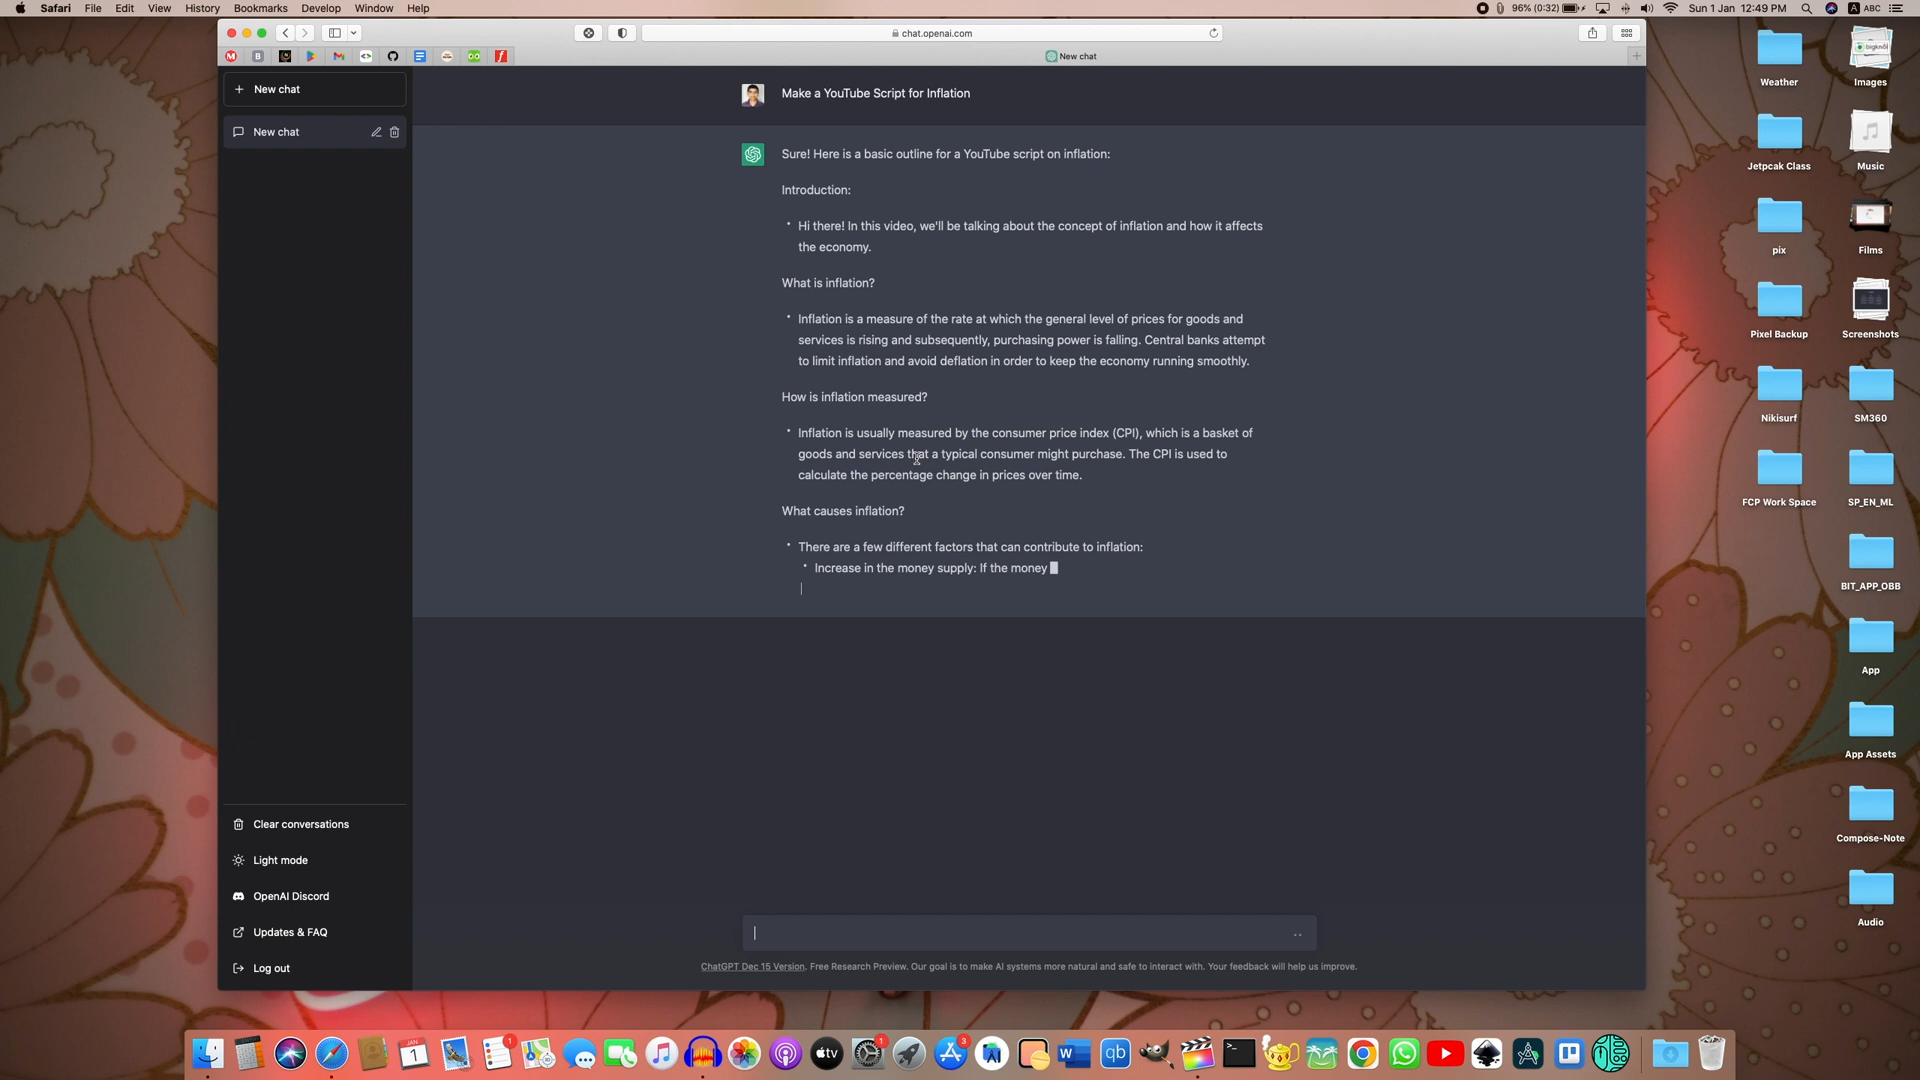 Safari File Edit View History Bookmarks Develop Window Help
96% (0:32) Sun 1 Jan 12:49 PM A ABC
chat.openai.com
New chat
New chat
New chat
Make a YouTube Script for Inflation
Sure! Here is a basic outline for a YouTube script on inflation:
Introduction:
• Hi there! In this video, we'll be talking about the concept of inflation and how it affects
the economy.
What is inflation?
• Inflation is a measure of the rate at which the general level of prices for goods and
services is rising and subsequently, purchasing power is falling. Central banks attempt
to limit inflation and avoid deflation in order to keep the economy running smoothly.
How is inflation measured?
• Inflation is usually measured by the consumer price index (CPI), which is a basket of
goods and services that a typical consumer might purchase. The CPI is used to
calculate the percentage change in prices over time.
What causes inflation?
• There are a few different factors that can contribute to inflation:
• Increase in the money supply: If the money
Clear conversations
Light mode
OpenAI Discord
Updates & FAQ
Log out
ChatGPT Dec 15 Version. Free Research Preview. Our goal is to make AI systems more natural and safe to interact with. Your feedback will help us improve.
Weather
Images
Jetpcak Class
Music
pix
Films
Pixel Backup
Screenshots
Nikisurf
SM360
FCP Work Space
SP_EN_ML
BIT_APP_OBB
App
App Assets
Compose-Note
Audio
JAN
1
1
tv
1
3
W
qb